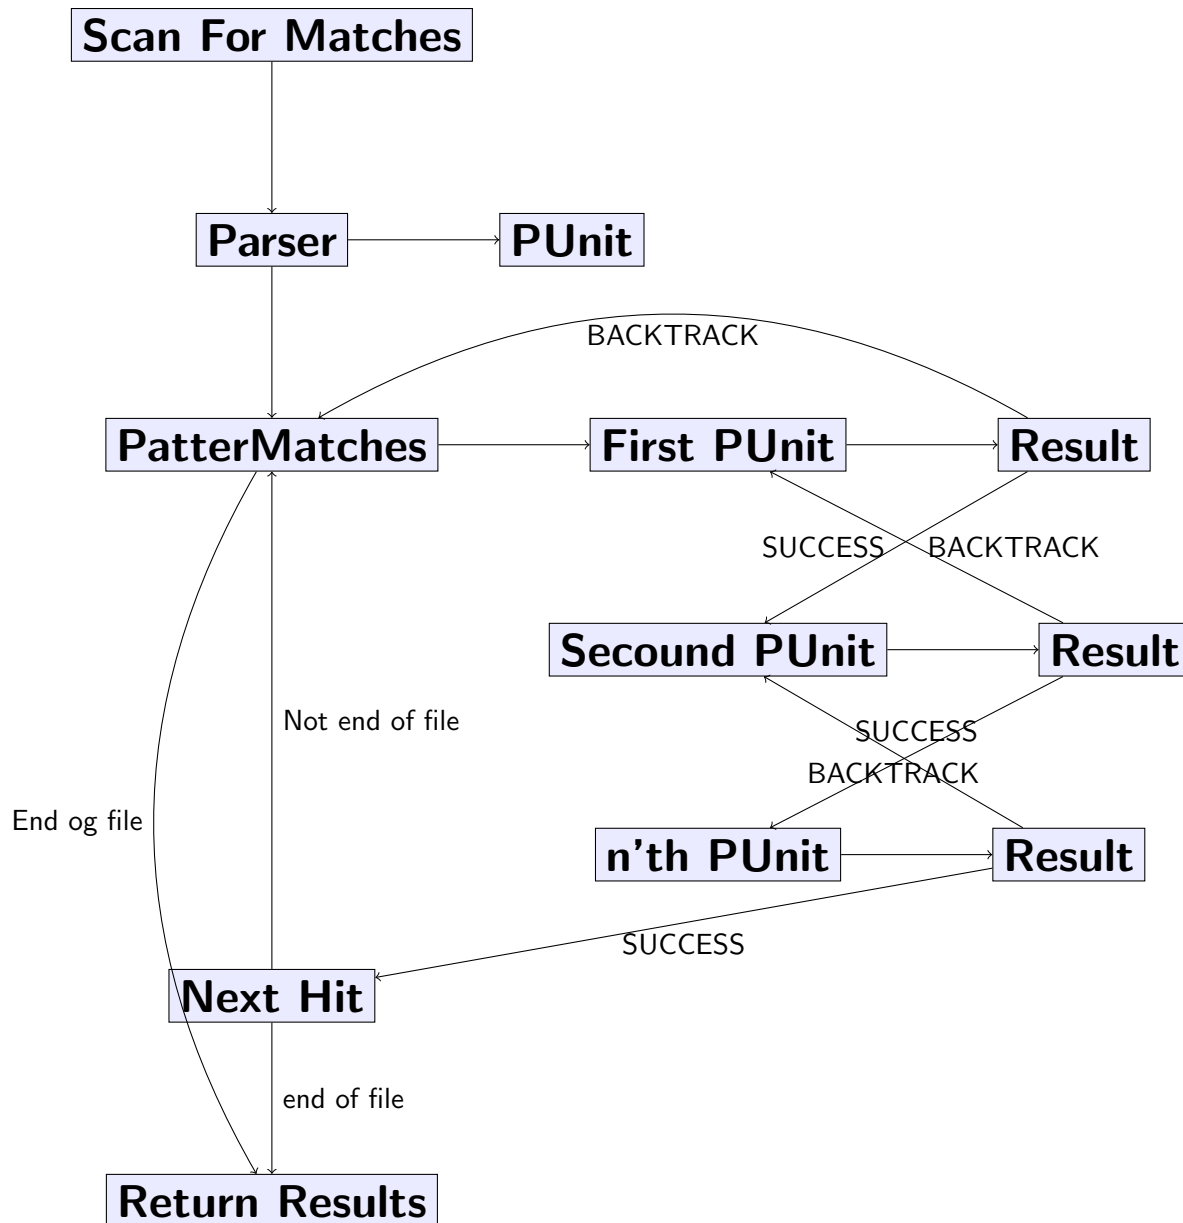 Scan For Matches
Parser
PUnit
BACKTRACK
PatterMatches
First PUnit
Result
SUCCESS
BACKTRACK
Secound PUnit
Result
Not end of file
SUCCESS
BACKTRACK
End og file
n'th PUnit
Result
SUCCESS
Next Hit
end of file
Return Results